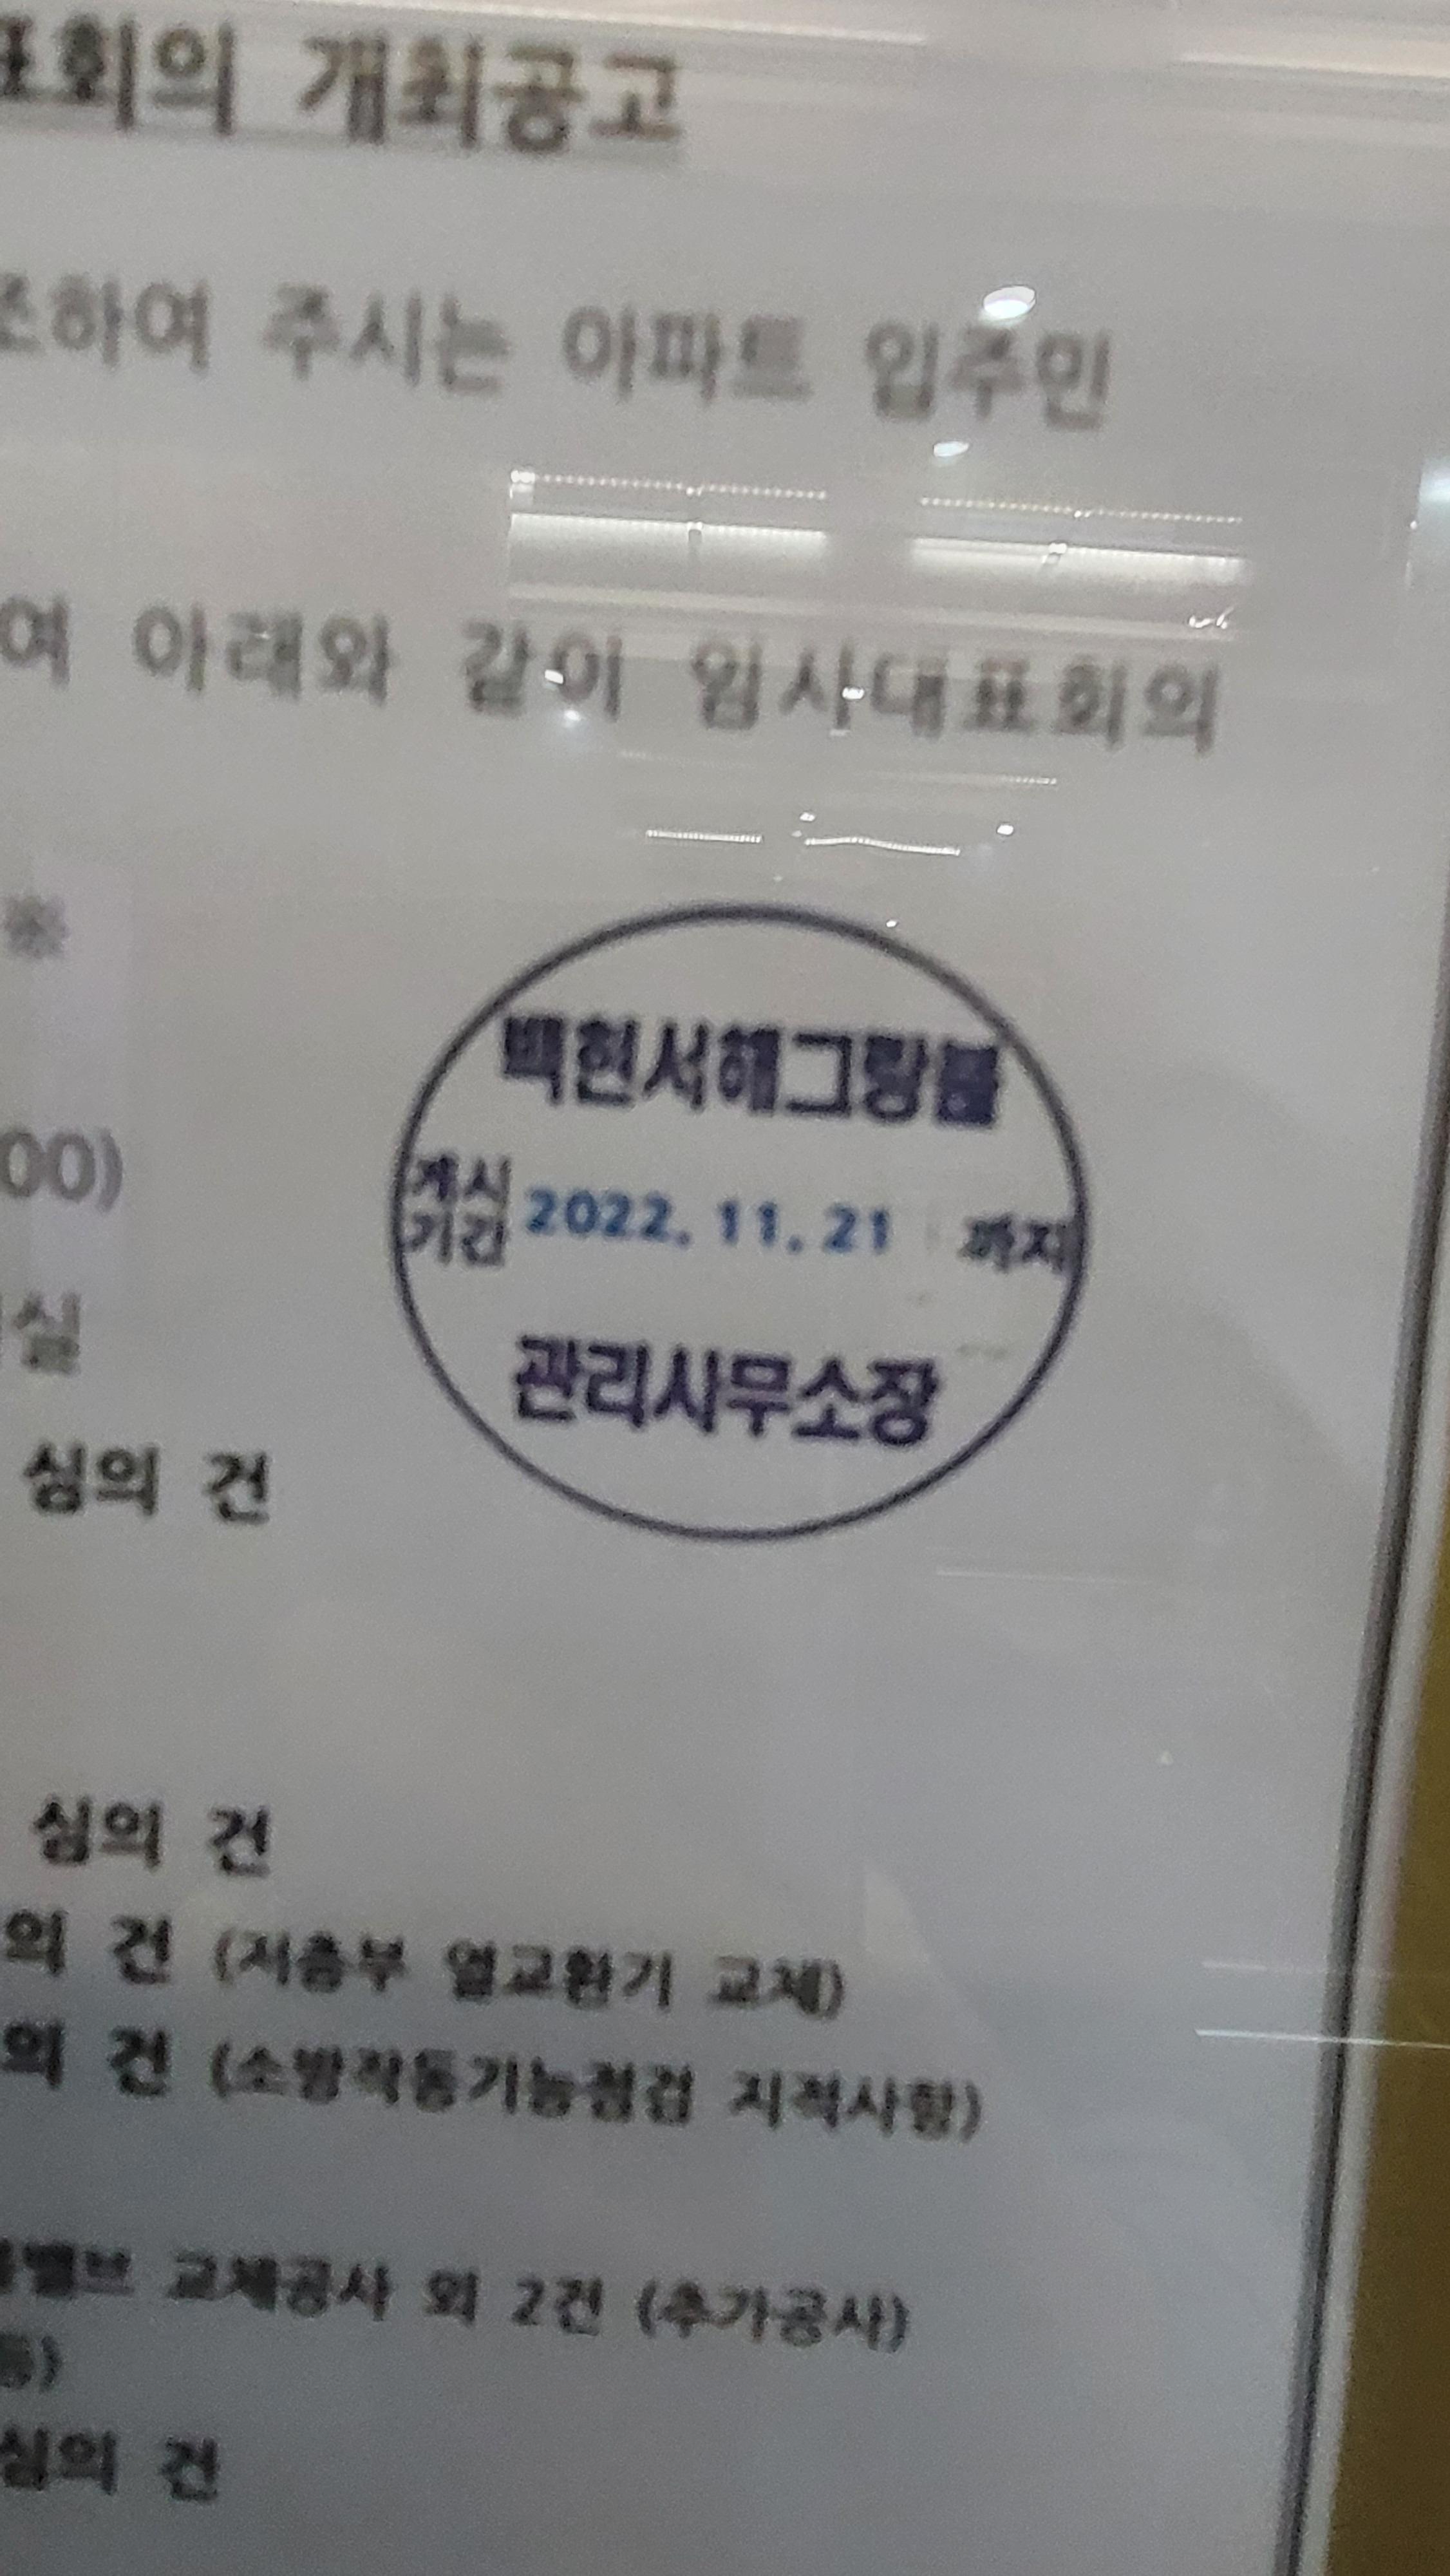 표회의 개최공고
조하여 주시는 아파트 입주민
여 아래와 같이 임시대표회의
※
백현서해그랑블
00)
게시기간 2022. 11. 21 까지
실
관리사무소장
심의 건
심의 건
의 건 (저층부 열교환기 교체)
의 건 (소방작동기능점검 지적사항)
밸브 교체공사 외 2건 (추가공사)
등)
심의 건